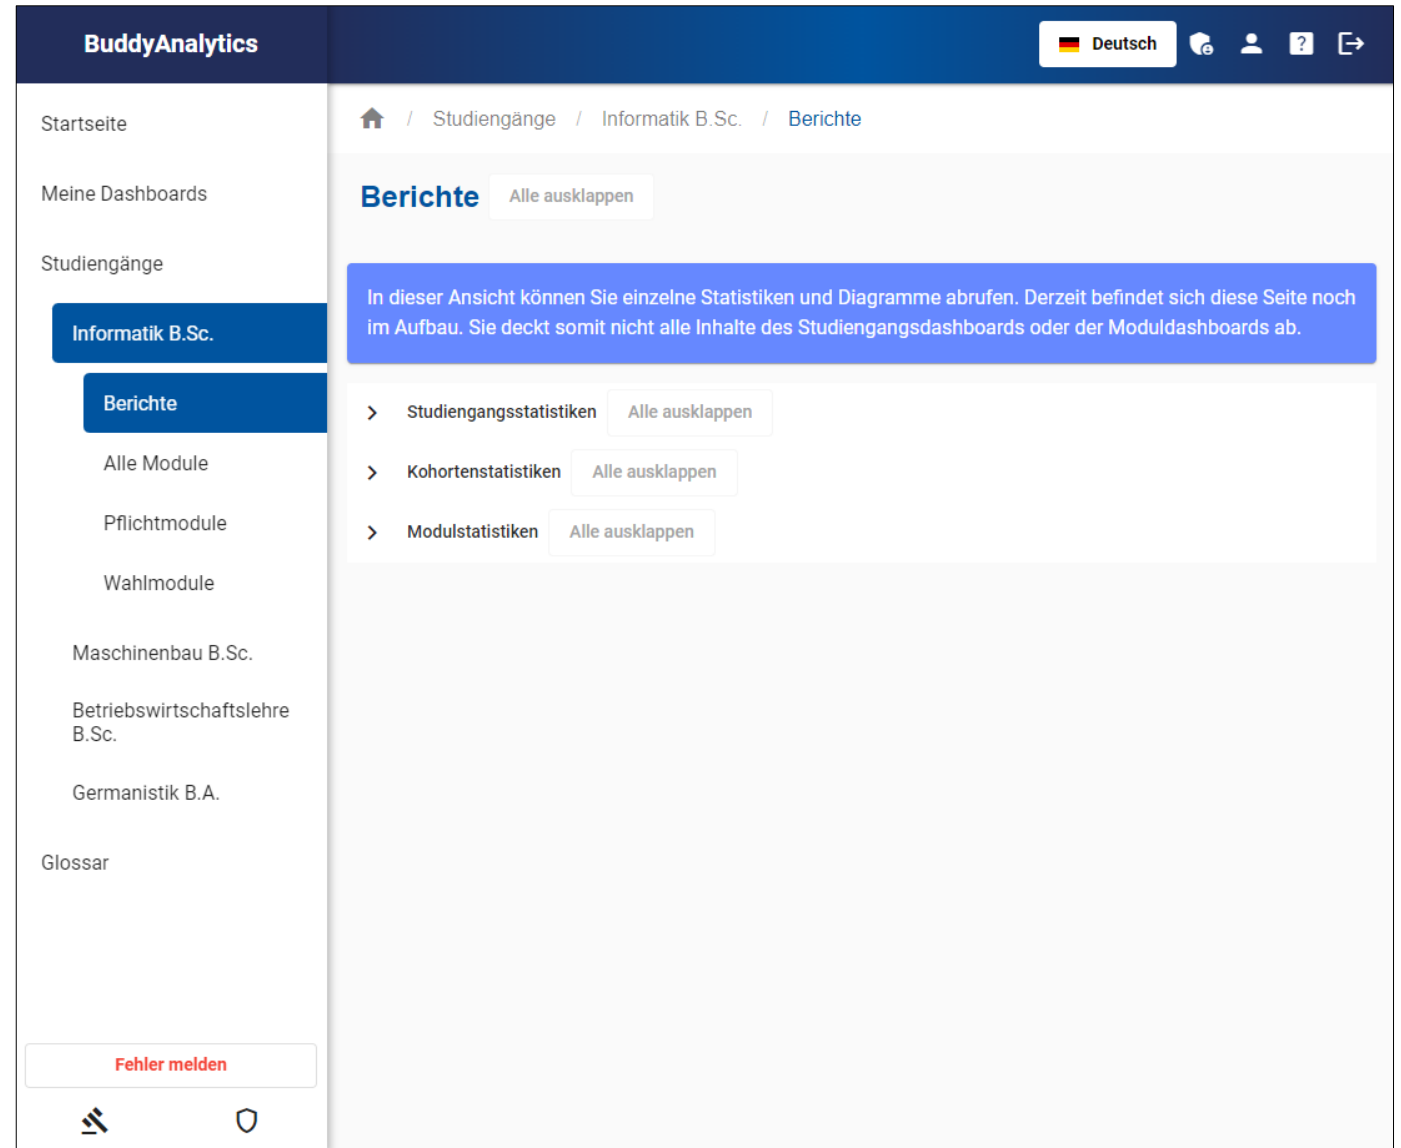 BuddyAnalytics
Deutsch
Startseite
Meine Dashboards
Studiengänge
Informatik B.Sc.
Berichte
Alle Module
Pflichtmodule
Wahlmodule
Maschinenbau B.Sc.
Betriebswirtschaftslehre
B.Sc.
Germanistik B.A.
Glossar
Fehler melden
/ Studiengänge / Informatik B.Sc. / Berichte
Berichte Alle ausklappen
In dieser Ansicht können Sie einzelne Statistiken und Diagramme abrufen. Derzeit befindet sich diese Seite noch
im Aufbau. Sie deckt somit nicht alle Inhalte des Studiengangsdashboards oder der Moduldashboards ab.
Studiengangsstatistiken Alle ausklappen
Kohortenstatistiken Alle ausklappen
Modulstatistiken Alle ausklappen